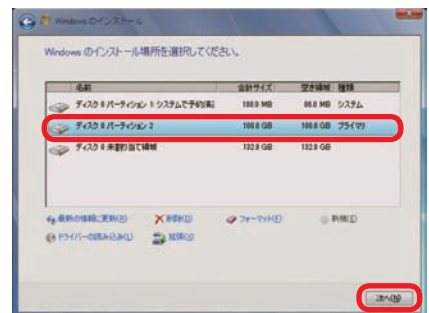 Windows のインストール
Windows のインストール場所を選択してください。
名前 合計サイズ 空き領域 種類
ディスク 0 パーティション 1: システムで予約済 100.0 MB 86.0 MB システム
ディスク 0 パーティション 2 100.0 GB 100.0 GB プライマリ
ディスク 0 未割り当て領域 132.8 GB 132.8 GB
最新の情報に更新(R) 削除(D) フォーマット(F) 新規(E)
ドライバーの読み込み(L) 拡張(X)
次へ(N)